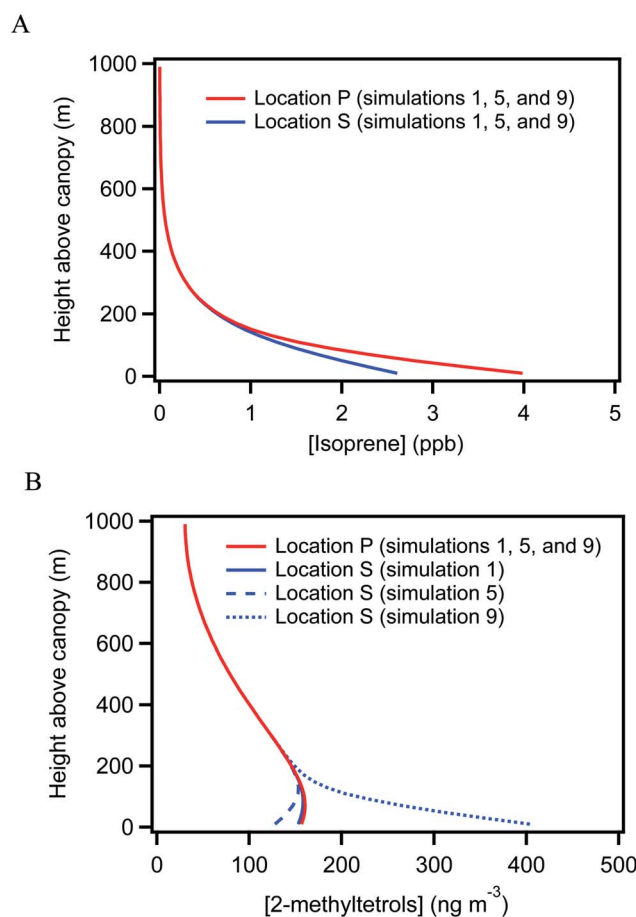 A
1000
Location P (simulations 1, 5, and 9)
Location S (simulations 1, 5, and 9)
800
600
400
200
0
Height above canopy (m)
0 1 2 3 4 5
[Isoprene] (ppb)
B
1000
Location P (simulations 1, 5, and 9)
Location S (simulation 1)
Location S (simulation 5)
Location S (simulation 9)
800
600
400
200
0
Height above canopy (m)
0 100 200 300 400 500
[2-methyltetrols] (ng m⁻³)